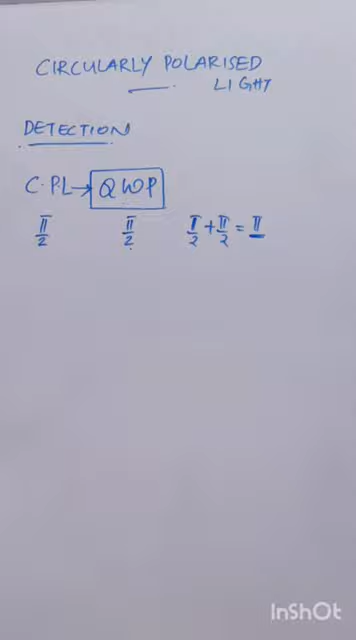 CIRCULARLY POLARISED
LIGHT
DETECTION
C.P.L→ QWP
π/2 π/2 π/2 + π/2 = π
InShOt